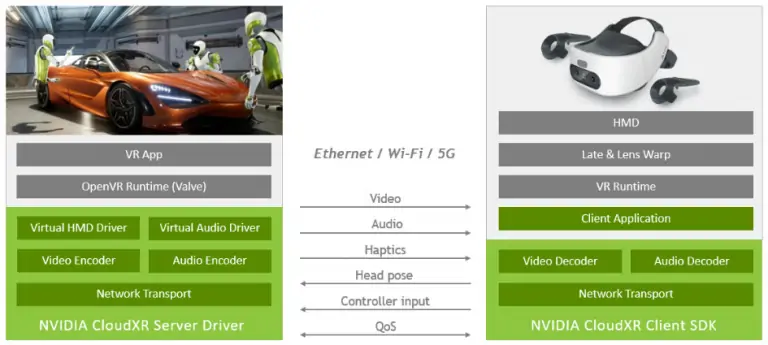 VR App
OpenVR Runtime (Valve)
Virtual HMD Driver
Virtual Audio Driver
Video Encoder
Audio Encoder
Network Transport
NVIDIA CloudXR Server Driver
Ethernet / Wi-Fi / 5G
Video
Audio
Haptics
Head pose
Controller input
QoS
HMD
Late & Lens Warp
VR Runtime
Client Application
Video Decoder
Audio Decoder
Network Transport
NVIDIA CloudXR Client SDK